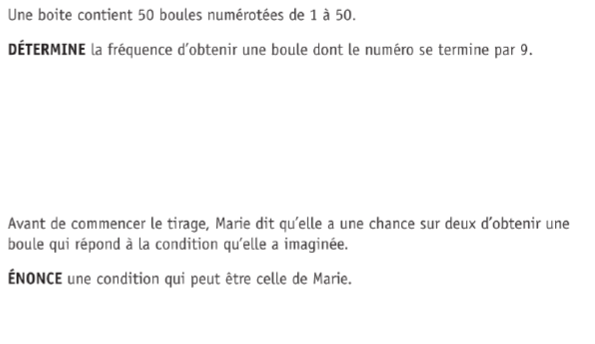 Une boite contient 50 boules numérotées de 1 à 50.
DÉTERMINE la fréquence d'obtenir une boule dont le numéro se termine par 9.
Avant de commencer le tirage, Marie dit qu'elle a une chance sur deux d'obtenir une
boule qui répond à la condition qu'elle a imaginée.
ÉNONCE une condition qui peut être celle de Marie.